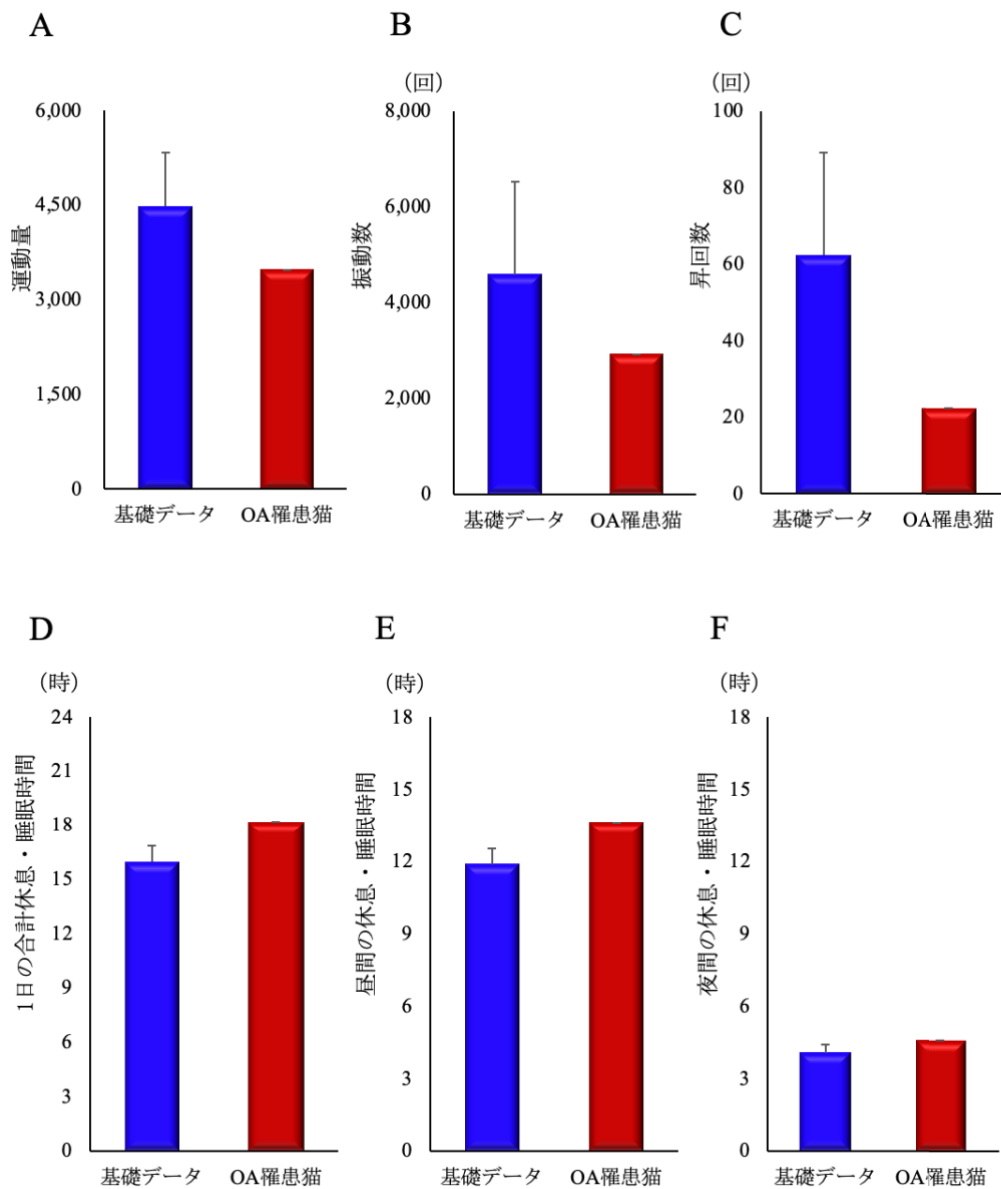 A
運動量
6,000
4,500
3,000
1,500
0
基礎データ
OA罹患猫
B
（回）
振動数
8,000
6,000
4,000
2,000
0
基礎データ
OA罹患猫
C
（回）
昇回数
100
80
60
40
20
0
基礎データ
OA罹患猫
D
（時）
1日の合計休息・睡眠時間
24
21
18
15
12
9
6
3
0
基礎データ
OA罹患猫
E
（時）
昼間の休息・睡眠時間
18
15
12
9
6
3
0
基礎データ
OA罹患猫
F
（時）
夜間の休息・睡眠時間
18
15
12
9
6
3
0
基礎データ
OA罹患猫